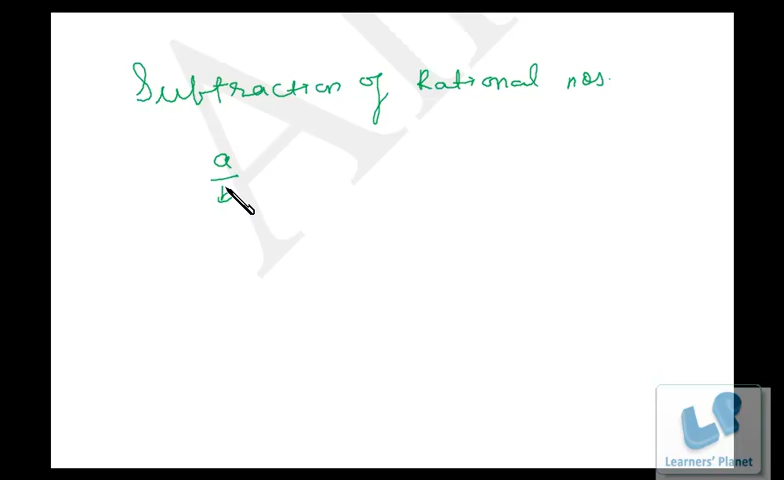 Subtraction of Rational nos.
a
b
Learners' Planet